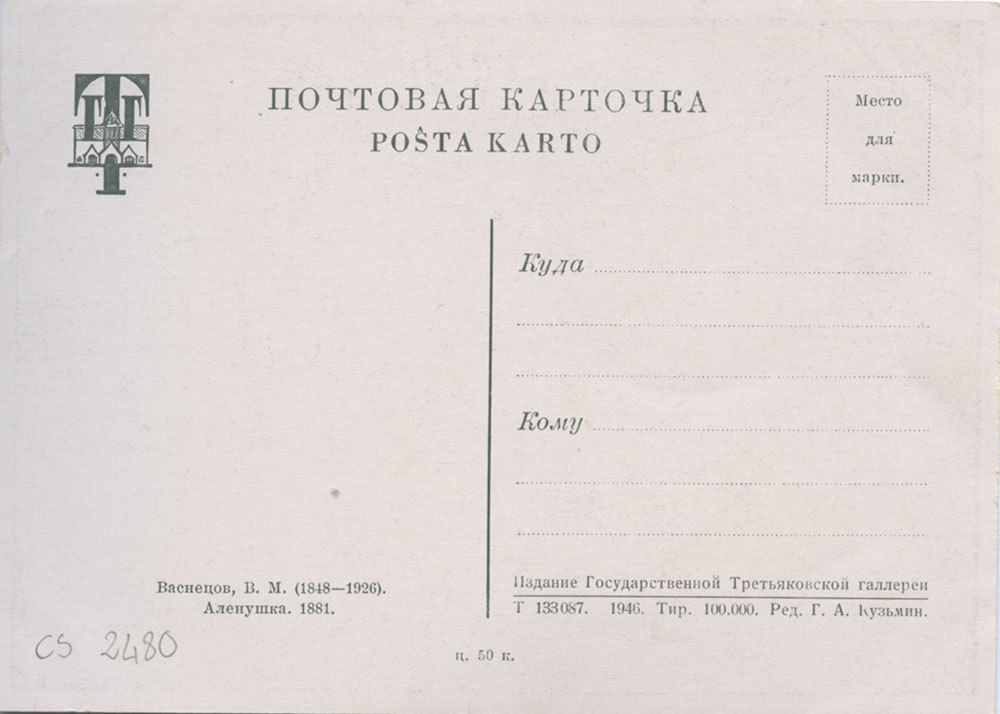 ТГГ
ПОЧТОВАЯ КАРТОЧКА
POŜTA KARTO
Место
для
марки.
Куда
Кому
Васнецов, В. М. (1848—1926).
Аленушка. 1881.
Издание Государственной Третьяковской галлереи
Т 133087. 1946. Тир. 100.000. Ред. Г. А. Кузьмин.
CS 2480
ц. 50 к.